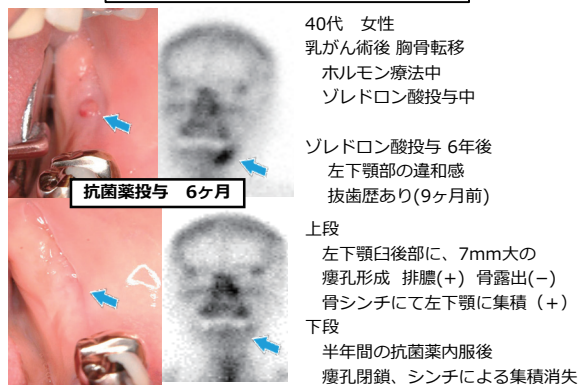 40代　女性
乳がん術後 胸骨転移
ホルモン療法中
ゾレドロン酸投与中
ゾレドロン酸投与 6年後
左下顎部の違和感
抜歯歴あり(9ヶ月前)
抗菌薬投与　6ヶ月
上段
左下顎臼後部に、7mm大の
瘻孔形成 排膿(+) 骨露出(−)
骨シンチにて左下顎に集積（+）
下段
半年間の抗菌薬内服後
瘻孔閉鎖、シンチによる集積消失